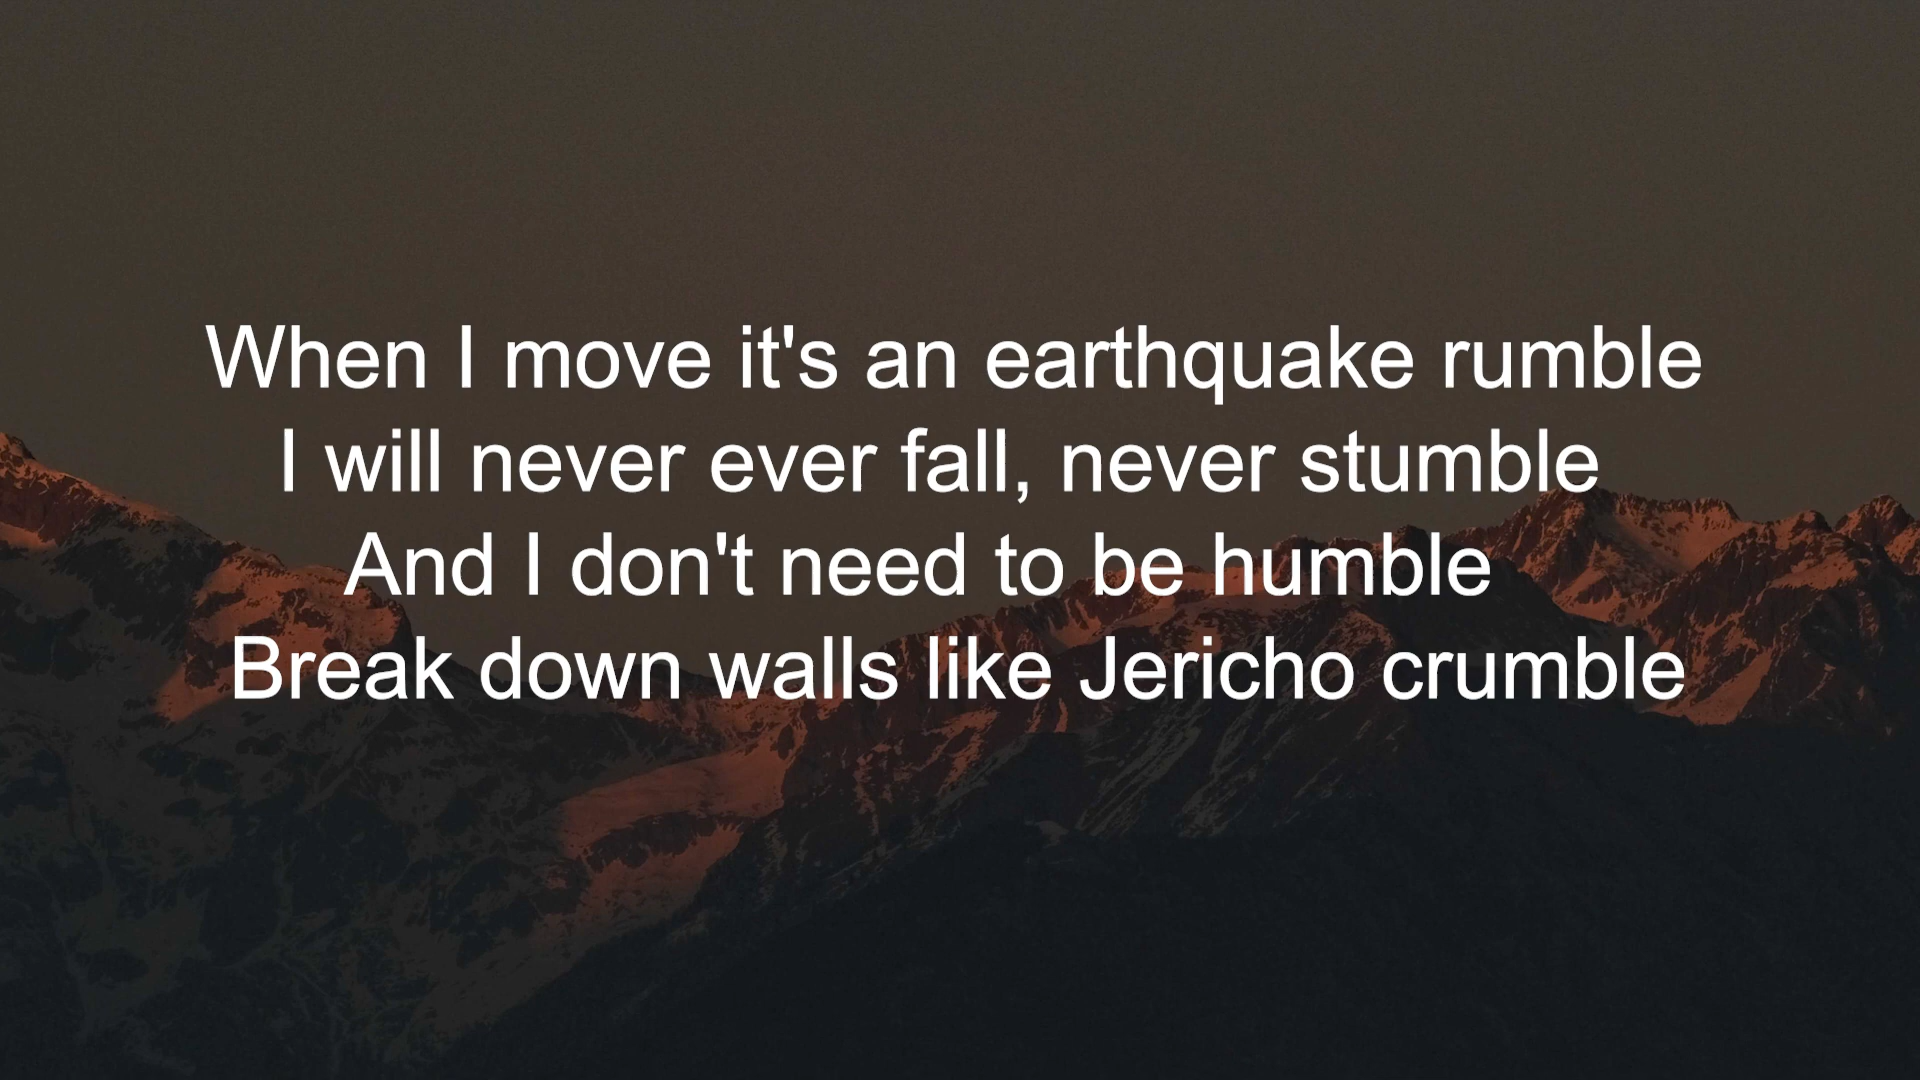 When I move it's an earthquake rumble
I will never ever fall, never stumble
And I don't need to be humble
Break down walls like Jericho crumble